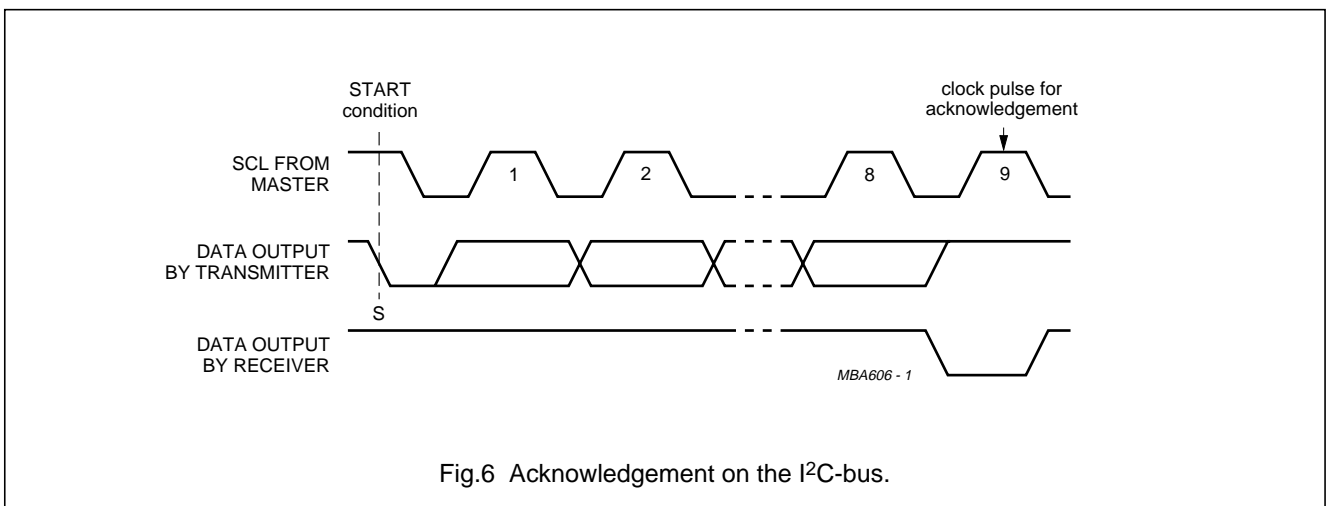 START
condition
clock pulse for
acknowledgement
SCL FROM
MASTER
1
2
8
9
DATA OUTPUT
BY TRANSMITTER
S
DATA OUTPUT
BY RECEIVER
MBA606 - 1
Fig.6 Acknowledgement on the I²C-bus.